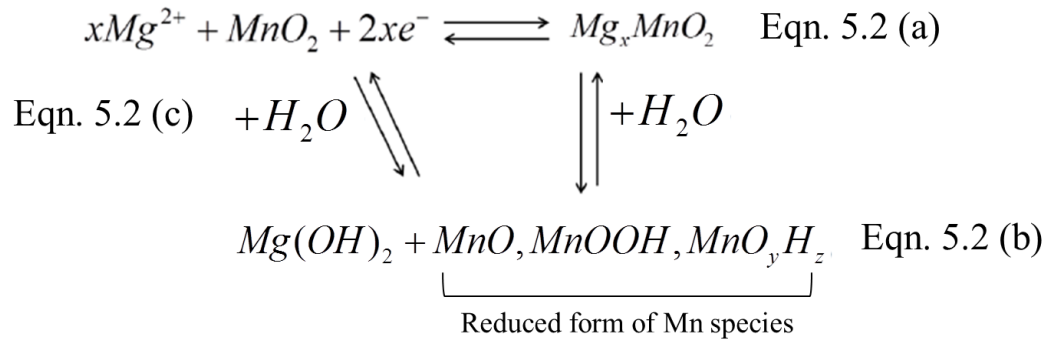 xMg²⁺ + MnO₂ + 2xe⁻ ⇌ MgₓMnO₂ Eqn. 5.2 (a)
Eqn. 5.2 (c) +H₂O +H₂O
Mg(OH)₂ + MnO, MnOOH, MnO_yH_z Eqn. 5.2 (b)
Reduced form of Mn species